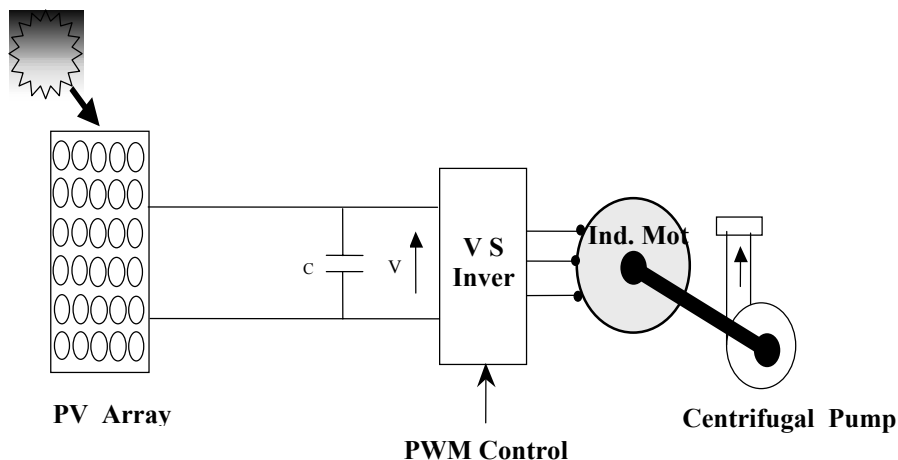 Ind. Mot
V S
Inver
C
V
PV Array
PWM Control
Centrifugal Pump